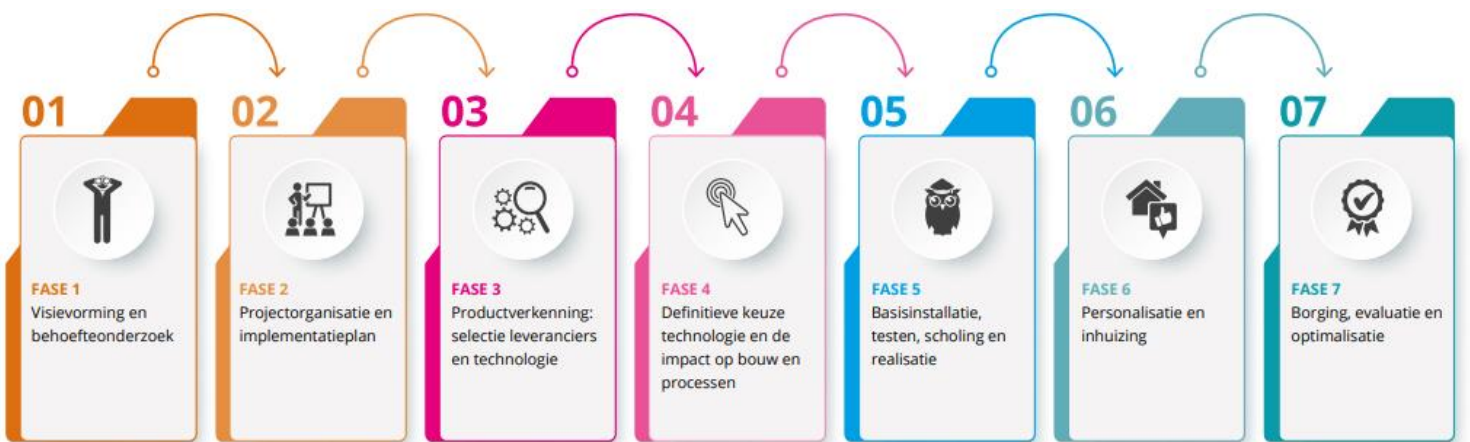 01
FASE 1
Visievorming en
behoefteonderzoek
02
FASE 2
Projectorganisatie en
implementatieplan
03
FASE 3
Productverkenning:
selectie leveranciers
en technologie
04
FASE 4
Definitieve keuze
technologie en de
impact op bouw en
processen
05
FASE 5
Basisinstallatie,
testen, scholing en
realisatie
06
FASE 6
Personalisatie en
inhuizing
07
FASE 7
Borging, evaluatie en
optimalisatie